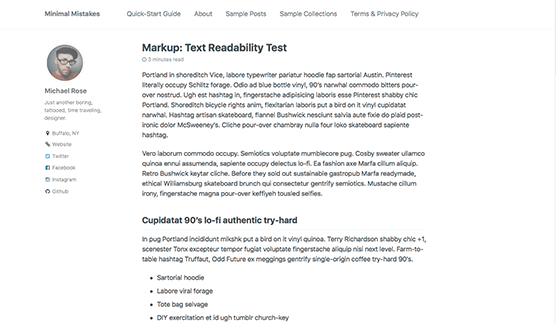 Minimal Mistakes
Quick-Start Guide
About
Sample Posts
Sample Collections
Terms & Privacy Policy
Michael Rose
Just another boring,
tattooed, time traveling,
designer.
Buffalo, NY
Website
Twitter
Facebook
Instagram
Github
Markup: Text Readability Test
3 minutes read
Portland in shoreditch Vice, labore typewriter pariatur hoodie fap sartorial Austin. Pinterest
literally occupy Schlitz forage. Odio ad blue bottle vinyl, 90's narwhal commodo bitters pour-
over nostrud. Ugh est hashtag in, fingerstache adipisicing laboris esse Pinterest shabby chic
Portland. Shoreditch bicycle rights anim, flexitarian laboris put a bird on it vinyl cupidatat
narwhal. Hashtag artisan skateboard, flannel Bushwick nesciunt salvia aute fixie do plaid post-
ironic dolor McSweeney's. Cliche pour-over chambray nulla four loko skateboard sapiente
hashtag.
Vero laborum commodo occupy. Semiotics voluptate mumblecore pug. Cosby sweater ullamco
quinoa ennui assumenda, sapiente occupy delectus lo-fi. Ea fashion axe Marfa cillum aliquip.
Retro Bushwick keytar cliche. Before they sold out sustainable gastropub Marfa readymade,
ethical Williamsburg skateboard brunch qui consectetur gentrify semiotics. Mustache cillum
irony, fingerstache magna pour-over keffiyeh tousled selfies.
Cupidatat 90's lo-fi authentic try-hard
In pug Portland incididunt mlkshk put a bird on it vinyl quinoa. Terry Richardson shabby chic +1,
scenester Tonx excepteur tempor fugiat voluptate fingerstache aliquip nisi next level. Farm-to-
table hashtag Truffaut, Odd Future ex meggings gentrify single-origin coffee try-hard 90's.
Sartorial hoodie
Labore viral forage
Tote bag selvage
DIY exercitation et id ugh tumblr church-key